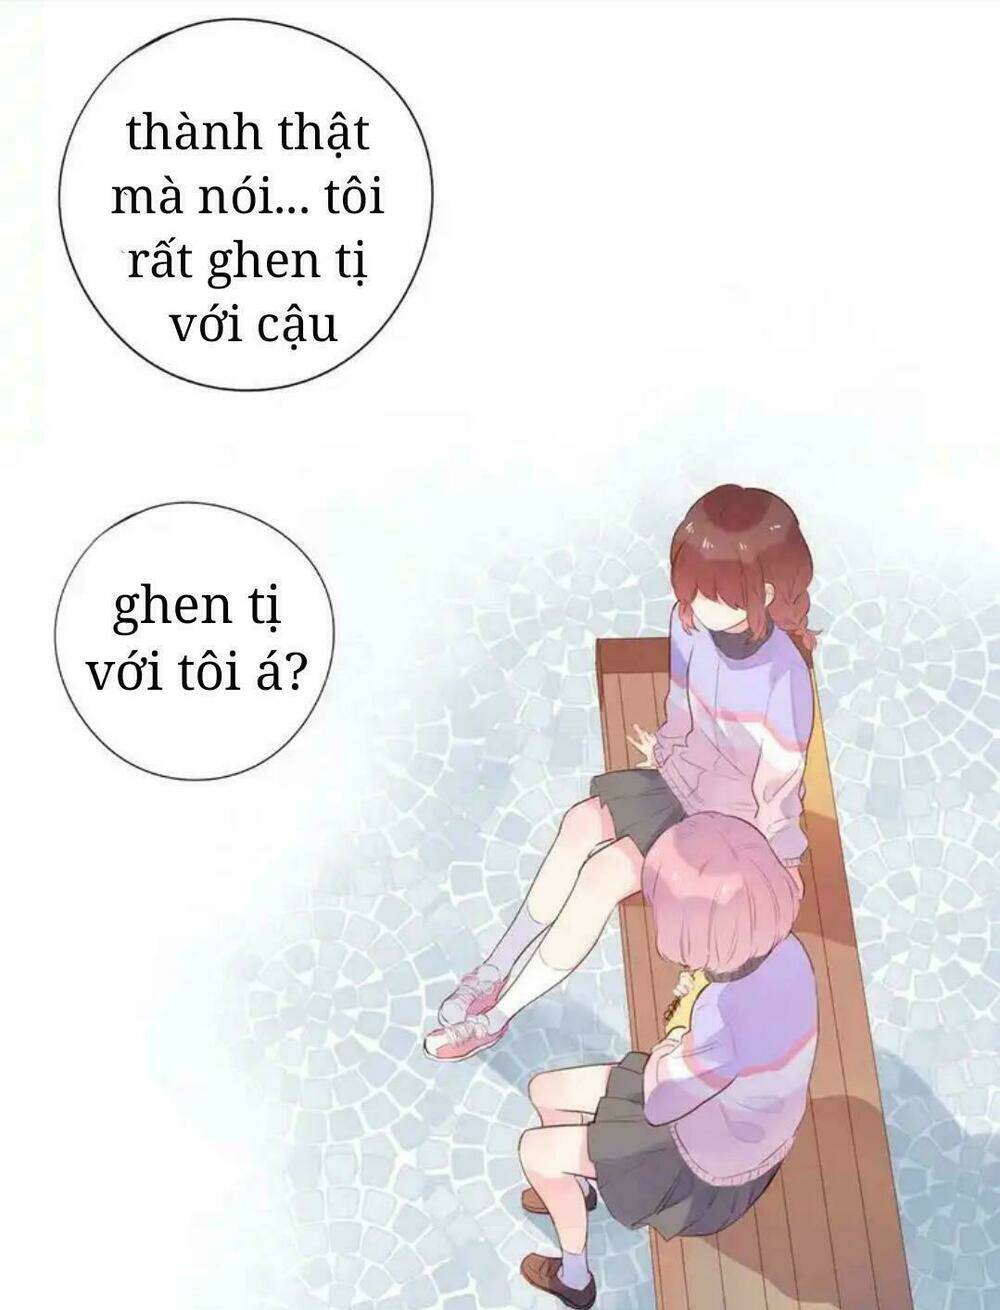 thành thật
mà nói... tôi
rất ghen tị
với cậu
ghen tị
với tôi á?